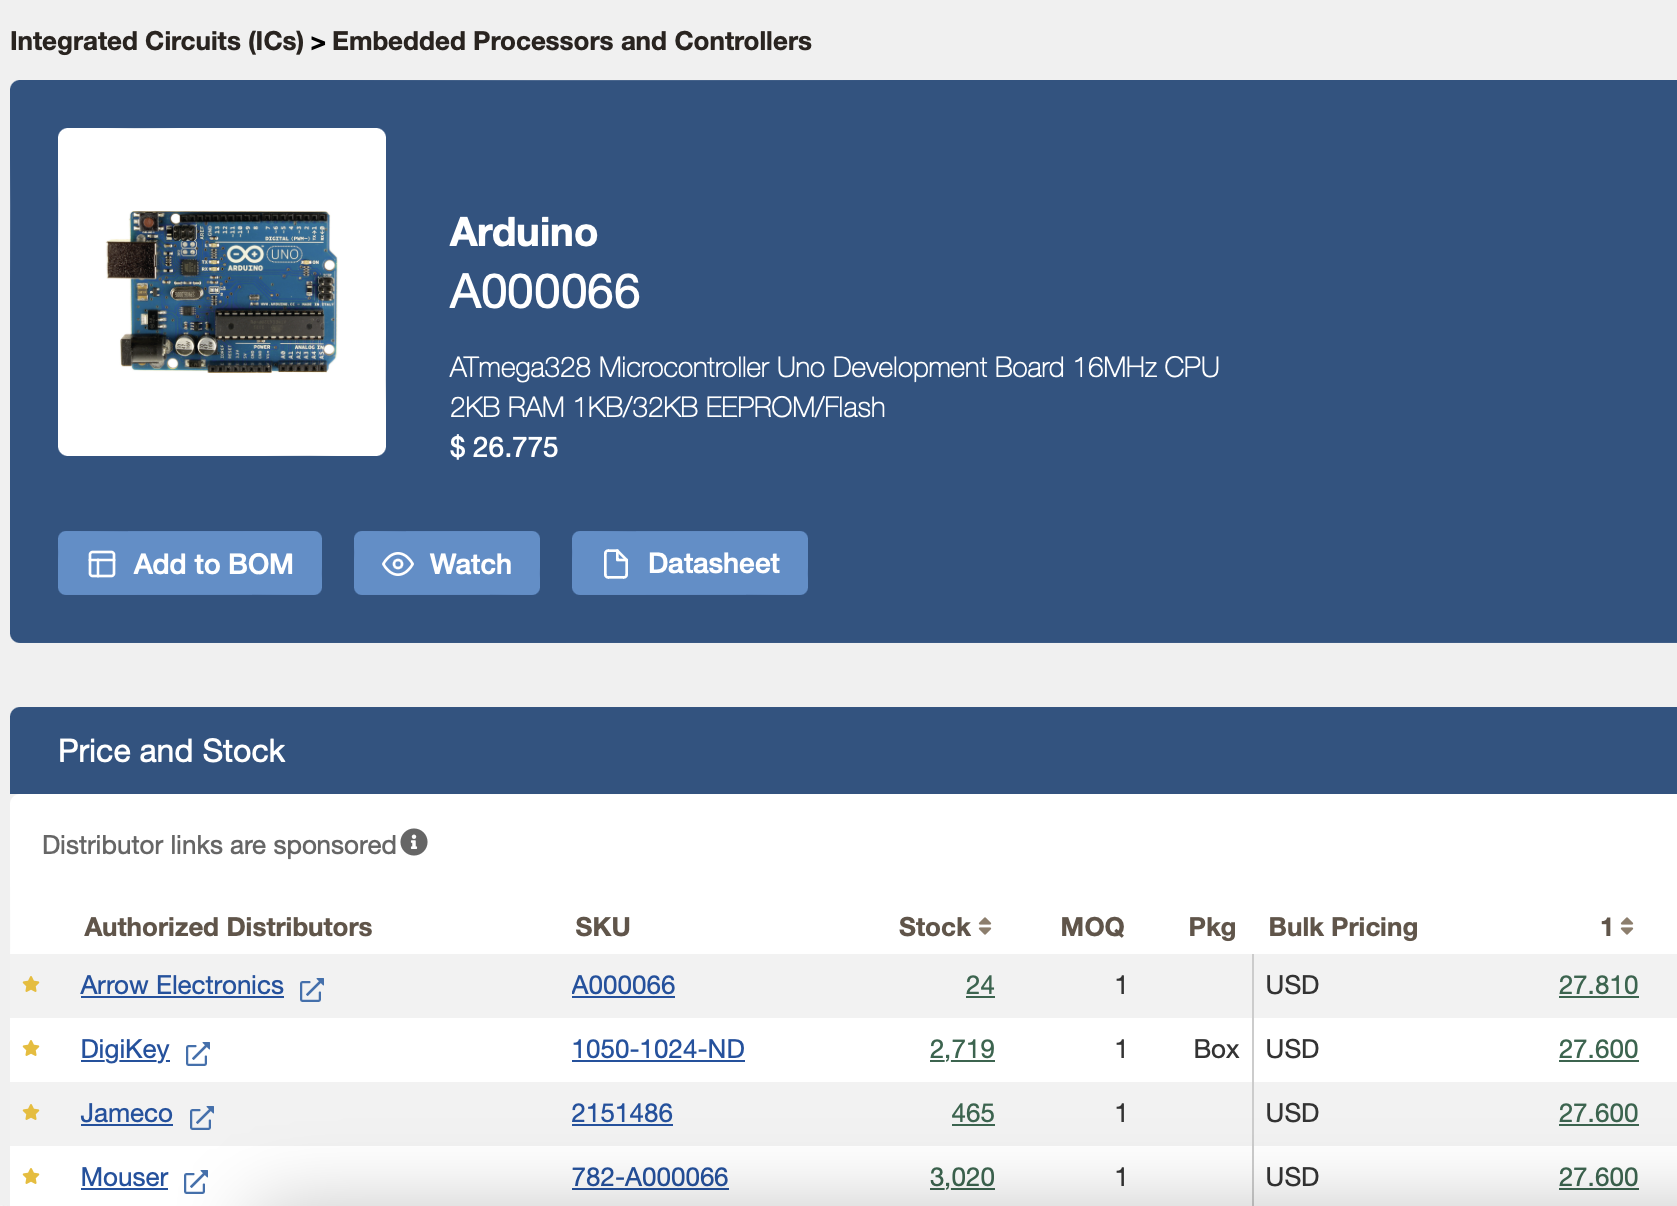 Integrated Circuits (ICs) > Embedded Processors and Controllers
UNO
ARDUINO
Arduino
A000066
ATmega328 Microcontroller Uno Development Board 16MHz CPU
2KB RAM 1KB/32KB EEPROM/Flash
$ 26.775
Add to BOM Watch Datasheet
Price and Stock
Distributor links are sponsored
Authorized Distributors SKU Stock MOQ Pkg Bulk Pricing 1
Arrow Electronics A000066 24 1 USD 27.810
DigiKey 1050-1024-ND 2,719 1 Box USD 27.600
Jameco 2151486 465 1 USD 27.600
Mouser 782-A000066 3,020 1 USD 27.600